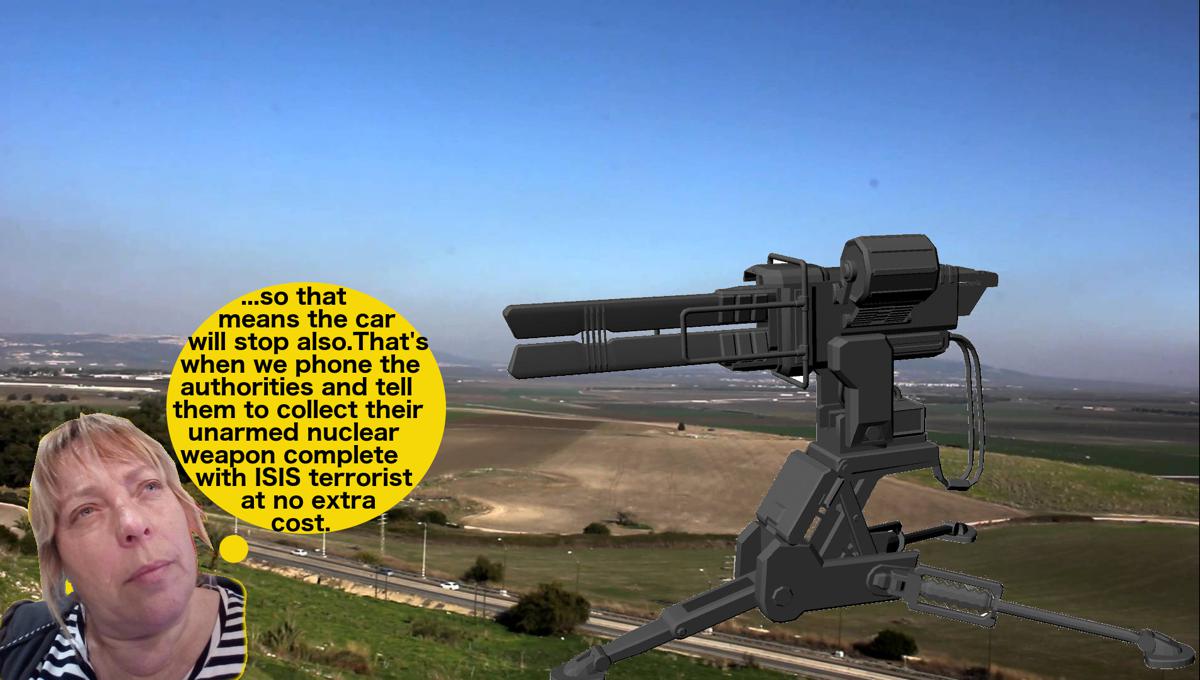 ...so that
means the car
will stop also.That's
when we phone the
authorities and tell
them to collect their
unarmed nuclear
weapon complete
with ISIS terrorist
at no extra
cost.